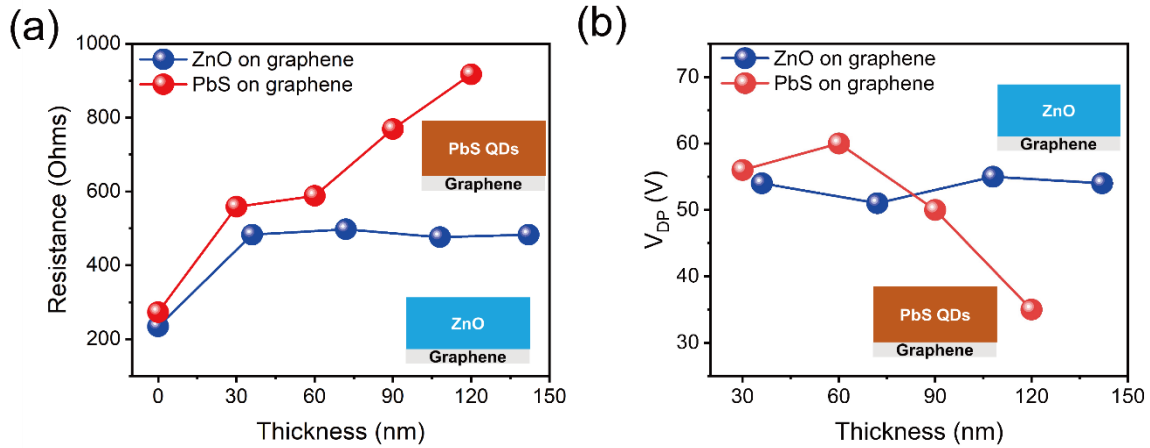 (a)
1000
800
600
400
200
Resistance (Ohms)
ZnO on graphene
PbS on graphene
PbS QDs
Graphene
ZnO
Graphene
0 30 60 90 120 150
Thickness (nm)
(b)
70
60
50
40
30
V_DP (V)
ZnO on graphene
PbS on graphene
ZnO
Graphene
PbS QDs
Graphene
30 60 90 120 150
Thickness (nm)